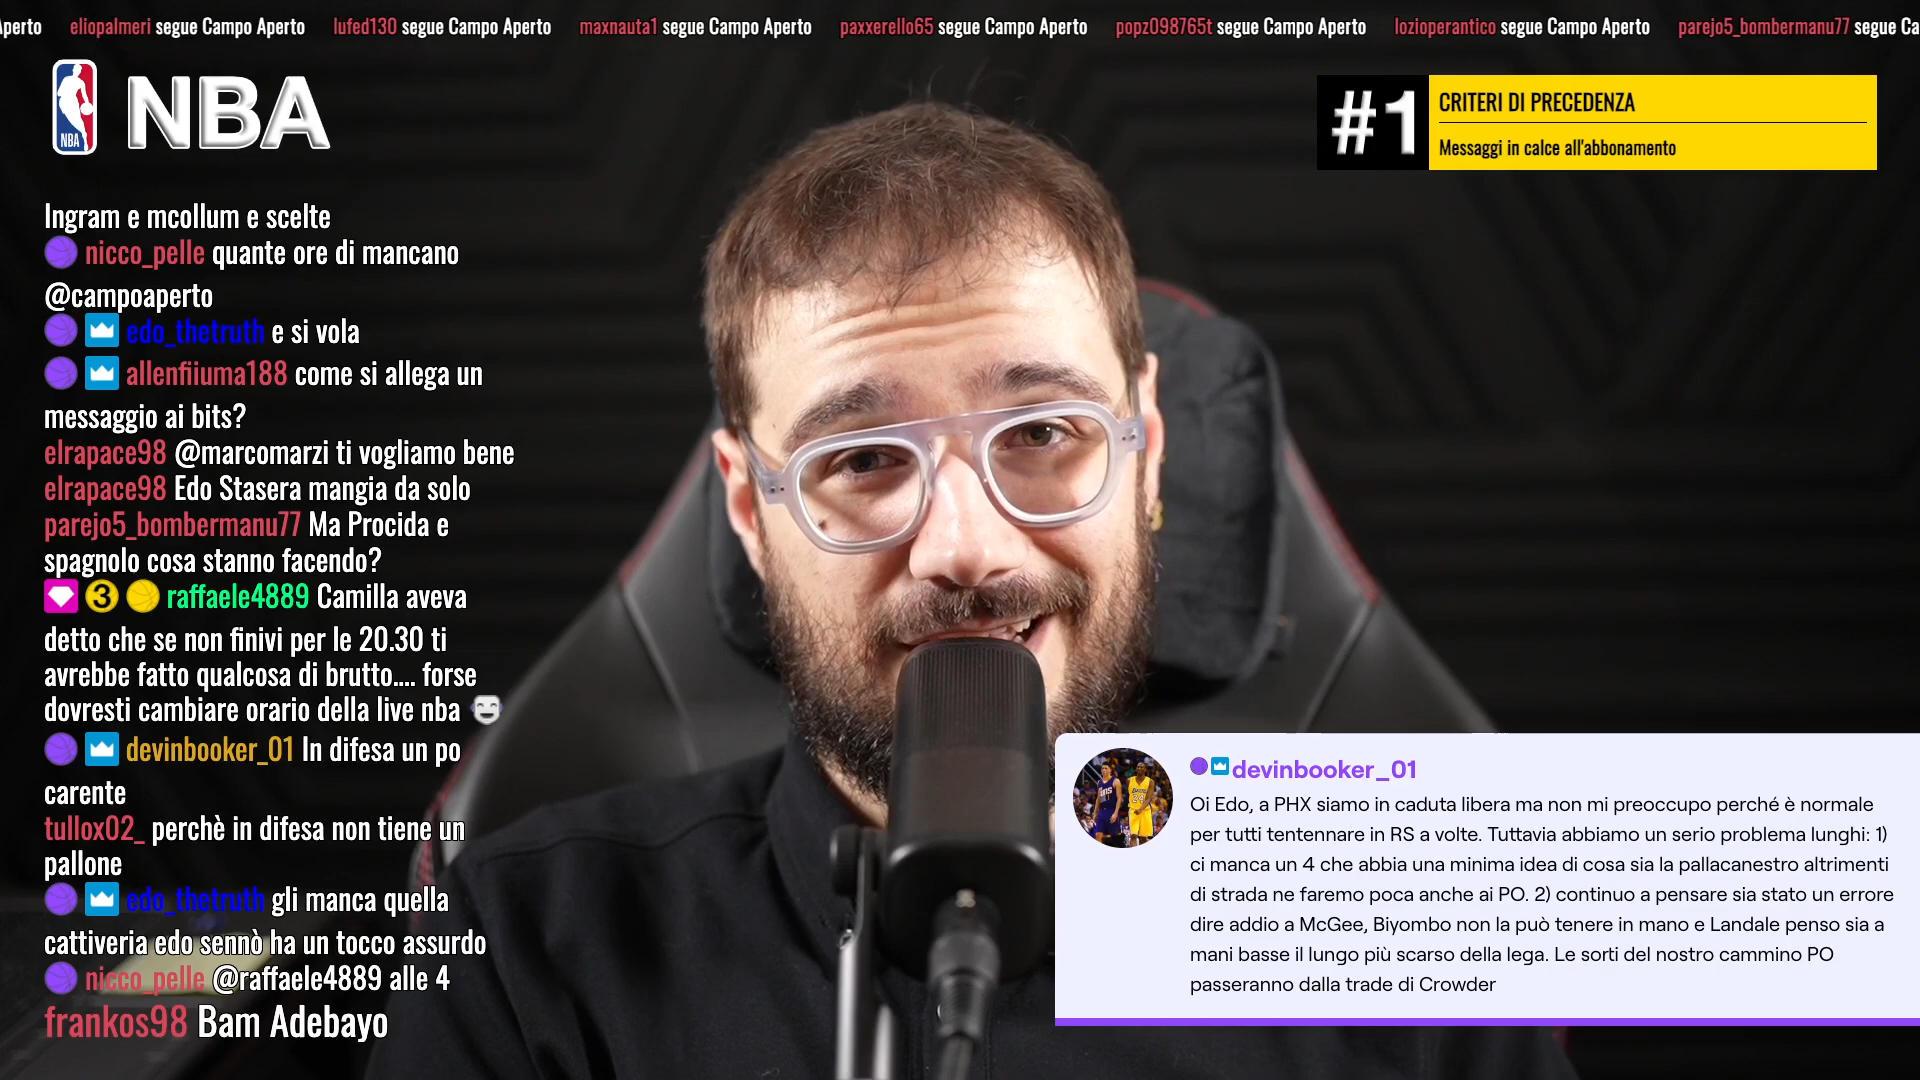 Aperto eliopalmeri segue Campo Aperto lufed130 segue Campo Aperto maxnauta1 segue Campo Aperto paxxerello65 segue Campo Aperto popz098765t segue Campo Aperto lozioperantico segue Campo Aperto parejo5_bombermanu77 segue Ca
NBA NBA
#1 CRITERI DI PRECEDENZA
Messaggi in calce all'abbonamento
Ingram e mcollum e scelte
nicco_pelle quante ore di mancano
@campoaperto
edo_thetruth e si vola
allenfiiuma188 come si allega un
messaggio ai bits?
elrapace98 @marcomarzi ti vogliamo bene
elrapace98 Edo Stasera mangia da solo
parejo5_bombermanu77 Ma Procida e
spagnolo cosa stanno facendo?
3 raffaele4889 Camilla aveva
detto che se non finivi per le 20.30 ti
avrebbe fatto qualcosa di brutto.... forse
dovresti cambiare orario della live nba
devinbooker_01 In difesa un po
carente
tullox02_ perchè in difesa non tiene un
pallone
edo_thetruth gli manca quella
cattiveria edo sennò ha un tocco assurdo
nicco_pelle @raffaele4889 alle 4
frankos98 Bam Adebayo
devinbooker_01
Oi Edo, a PHX siamo in caduta libera ma non mi preoccupo perché è normale
per tutti tentennare in RS a volte. Tuttavia abbiamo un serio problema lunghi: 1)
ci manca un 4 che abbia una minima idea di cosa sia la pallacanestro altrimenti
di strada ne faremo poca anche ai PO. 2) continuo a pensare sia stato un errore
dire addio a McGee, Biyombo non la può tenere in mano e Landale penso sia a
mani basse il lungo più scarso della lega. Le sorti del nostro cammino PO
passeranno dalla trade di Crowder